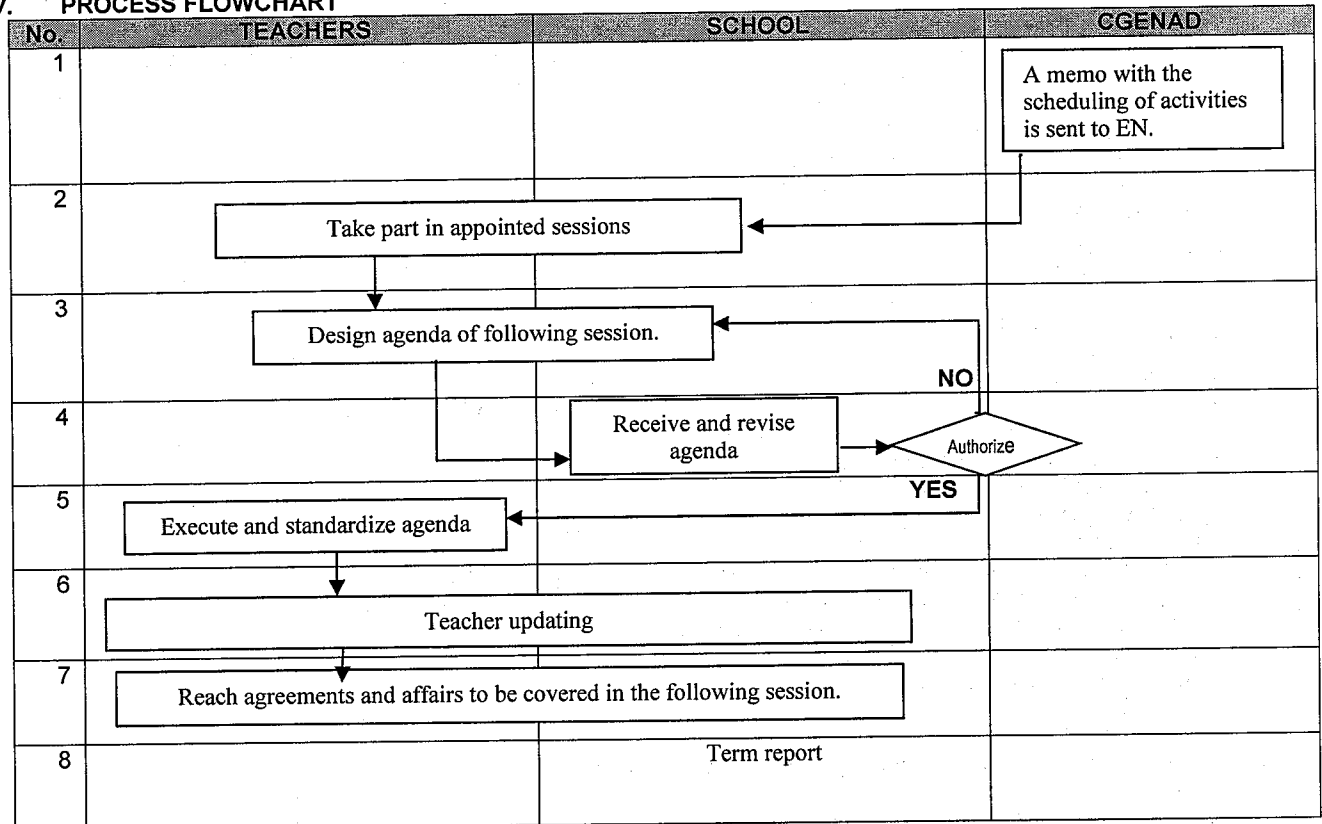 PROCESS FLOWCHART
No. TEACHERS SCHOOL CGENAD
1
A memo with the
scheduling of activities
is sent to EN.
2
Take part in appointed sessions
3
Design agenda of following session.
NO
4
Receive and revise
agenda
Authorize
YES
5
Execute and standardize agenda
6
Teacher updating
7
Reach agreements and affairs to be covered in the following session.
8
Term report